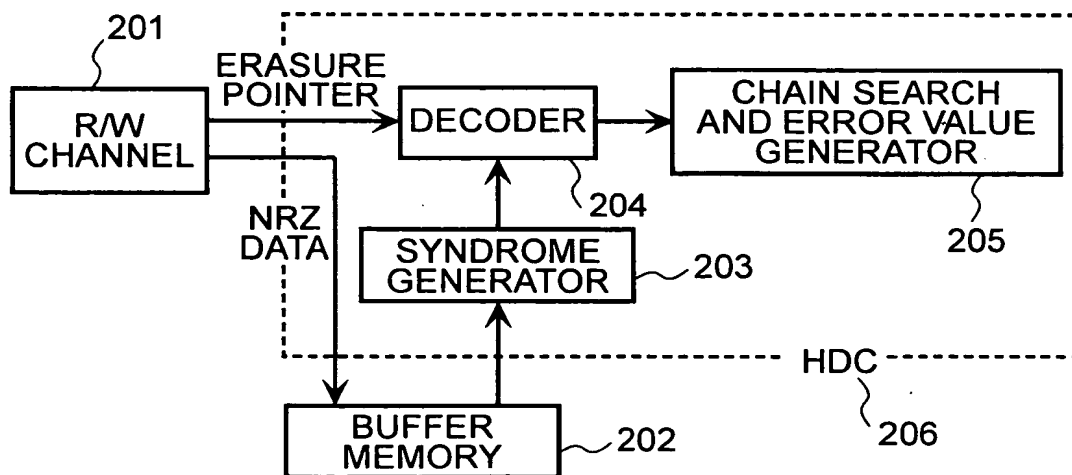 201
ERASURE
POINTER
R/W
CHANNEL
DECODER
CHAIN SEARCH
AND ERROR VALUE
GENERATOR
204
205
NRZ
DATA
SYNDROME
GENERATOR
203
HDC
206
BUFFER
MEMORY
202